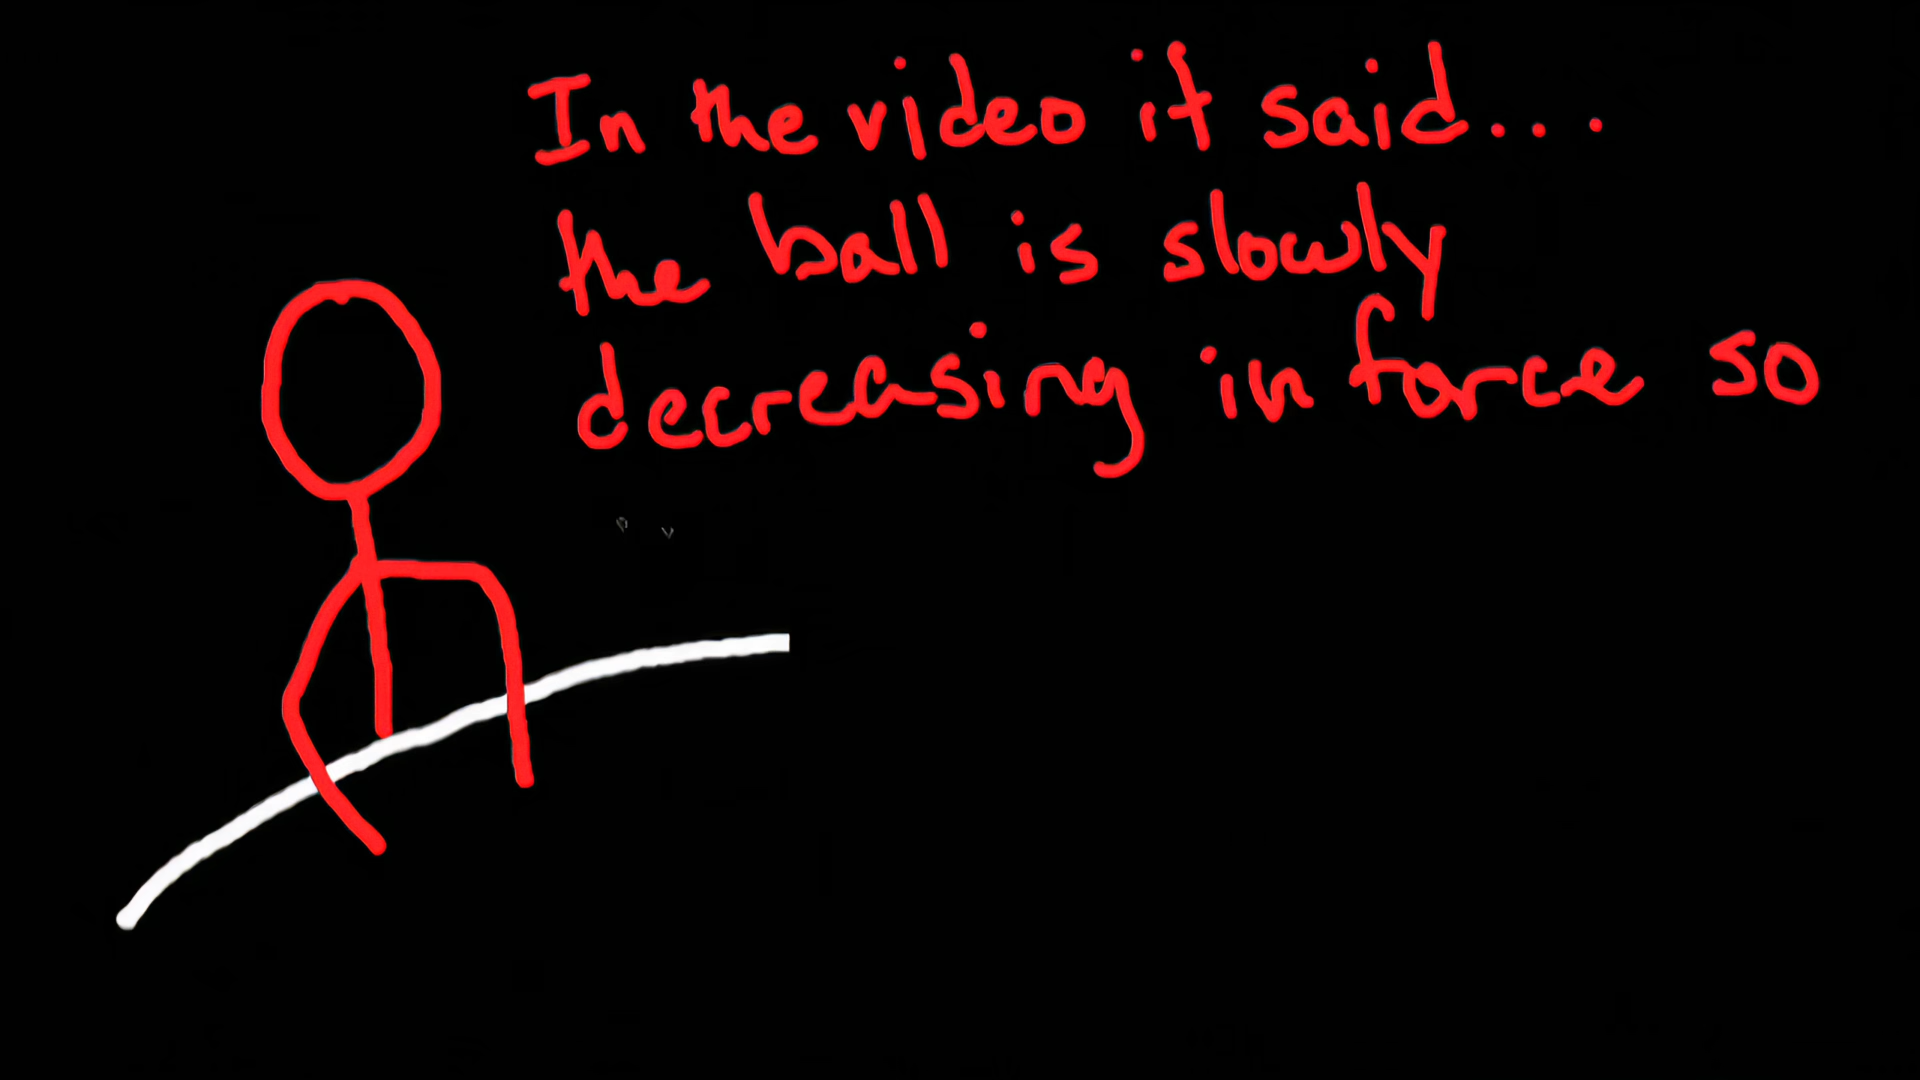 In the video it said...
the ball is slowly
decreasing in force so